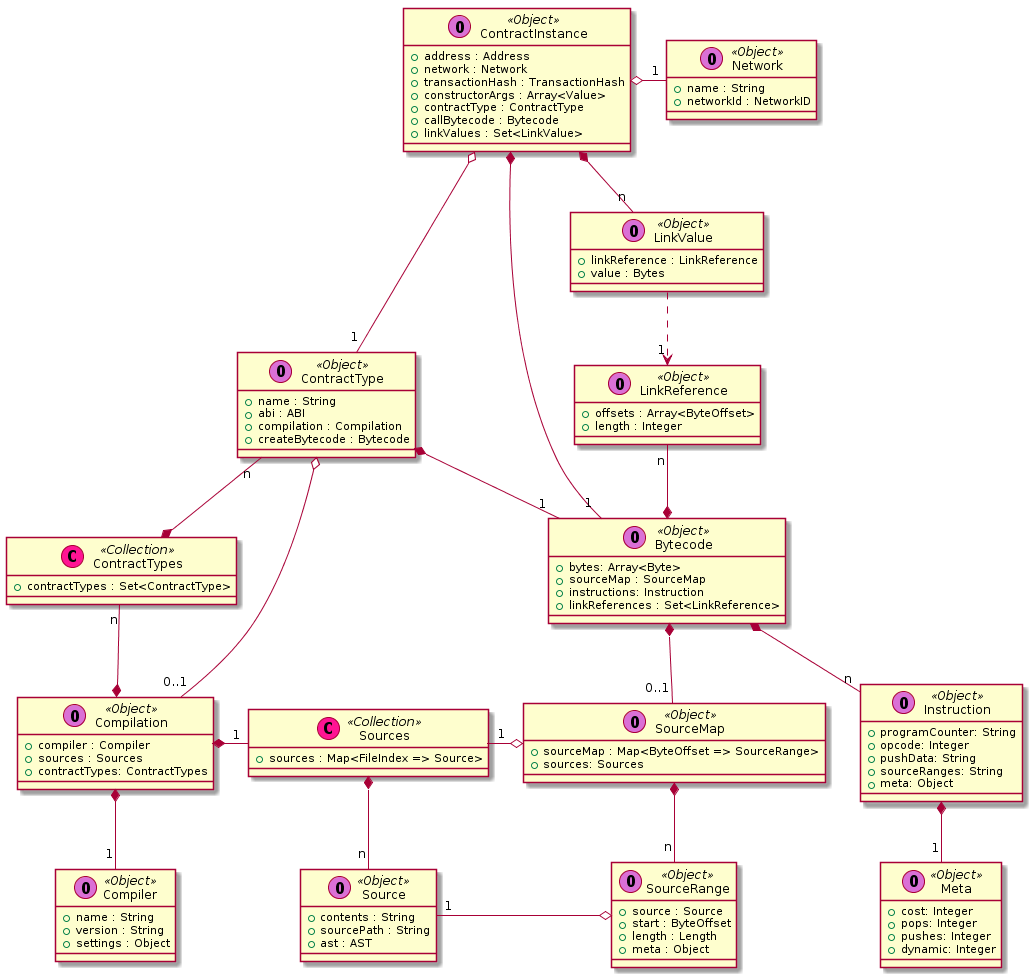 O «Object»
ContractInstance
address : Address
network : Network
transactionHash : TransactionHash
constructorArgs : Array<Value>
contractType : ContractType
callBytecode : Bytecode
linkValues : Set<LinkValue>
1
O «Object»
Network
name : String
networkId : NetworkID
n
O «Object»
LinkValue
linkReference : LinkReference
value : Bytes
1
1
O «Object»
ContractType
name : String
abi : ABI
compilation : Compilation
createBytecode : Bytecode
O «Object»
LinkReference
offsets : Array<ByteOffset>
length : Integer
n
n
1
1
C «Collection»
ContractTypes
contractTypes : Set<ContractType>
O «Object»
Bytecode
bytes: Array<Byte>
sourceMap : SourceMap
instructions: Instruction
linkReferences : Set<LinkReference>
n
0..1
0..1
n
O «Object»
Compilation
compiler : Compiler
sources : Sources
contractTypes: ContractTypes
1
C «Collection»
Sources
sources : Map<FileIndex => Source>
1
O «Object»
SourceMap
sourceMap : Map<ByteOffset => SourceRange>
sources: Sources
O «Object»
Instruction
programCounter: String
opcode: Integer
pushData: String
sourceRanges: String
meta: Object
1
n
n
1
O «Object»
Compiler
name : String
version : String
settings : Object
O «Object»
Source
contents : String
sourcePath : String
ast : AST
1
O «Object»
SourceRange
source : Source
start : ByteOffset
length : Length
meta : Object
O «Object»
Meta
cost: Integer
pops: Integer
pushes: Integer
dynamic: Integer